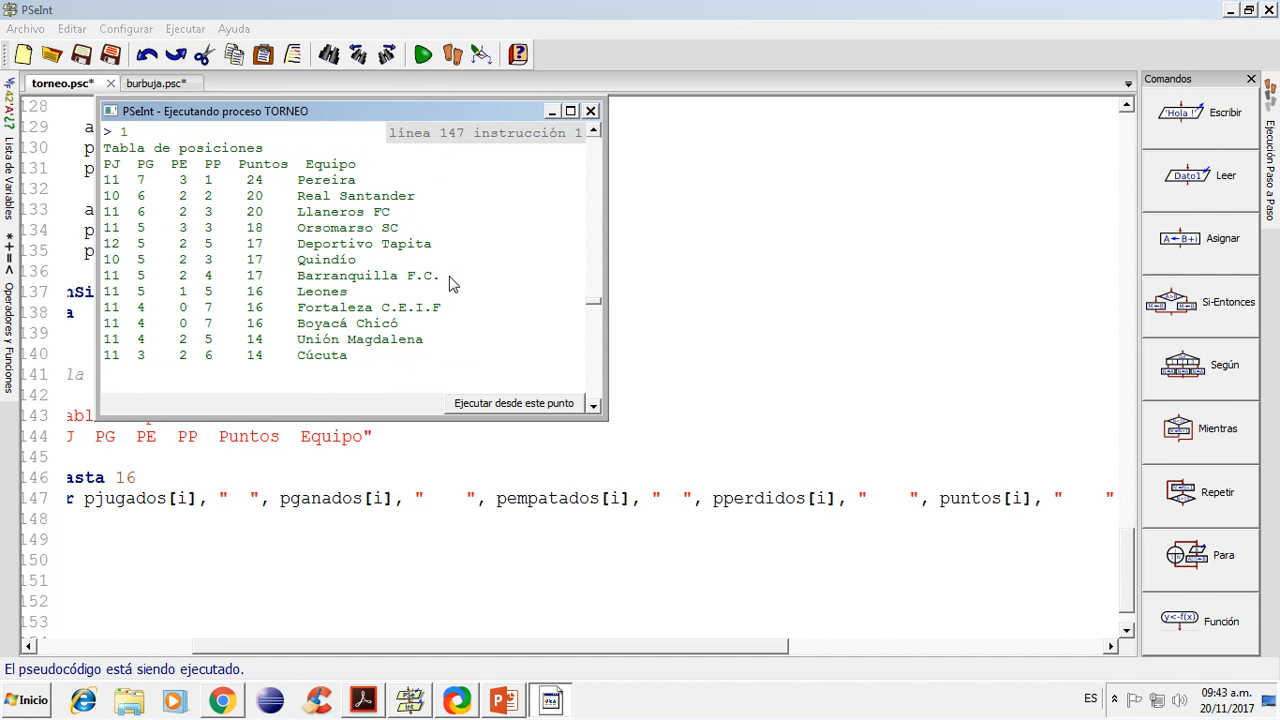 PSeInt
Archivo Editar Configurar Ejecutar Ayuda
torneo.psc* burbuja.psc*
Lista de Variables
Operadores y Funciones
PSeInt - Ejecutando proceso TORNEO
línea 147 instrucción 1
> 1
Tabla de posiciones
PJ PG PE PP Puntos Equipo
11 7 3 1 24 Pereira
10 6 2 2 20 Real Santander
11 6 2 3 20 Llaneros FC
11 5 3 3 18 Orsomarso SC
12 5 2 5 17 Deportivo Tapita
10 5 2 3 17 Quindío
11 5 2 4 17 Barranquilla F.C.
11 5 1 5 16 Leones
11 4 0 7 16 Fortaleza C.E.I.F
11 4 0 7 16 Boyacá Chicó
11 4 2 5 14 Unión Magdalena
11 3 2 6 14 Cúcuta
Ejecutar desde este punto
128
129 a
130 p
131 p
132
133 a
134 p
135 p
136
137 nSi
138 a
139
140
141 la
142
143 abl
144 J PG PE PP Puntos Equipo"
145
146 asta 16
147 r pjugados[i], " ", pganados[i], " ", pempatados[i], " ", pperdidos[i], " ", puntos[i], " "
148
149
150
151
152
153
154
Comandos
'Hola !' Escribir
Dato1 Leer
A←B+i Asignar
Si-Entonces
Según
Mientras
Repetir
Para
y<-f(x) Función
Ejecución Paso a Paso
El pseudocódigo está siendo ejecutado.
Inicio
ES
09:43 a.m.
20/11/2017